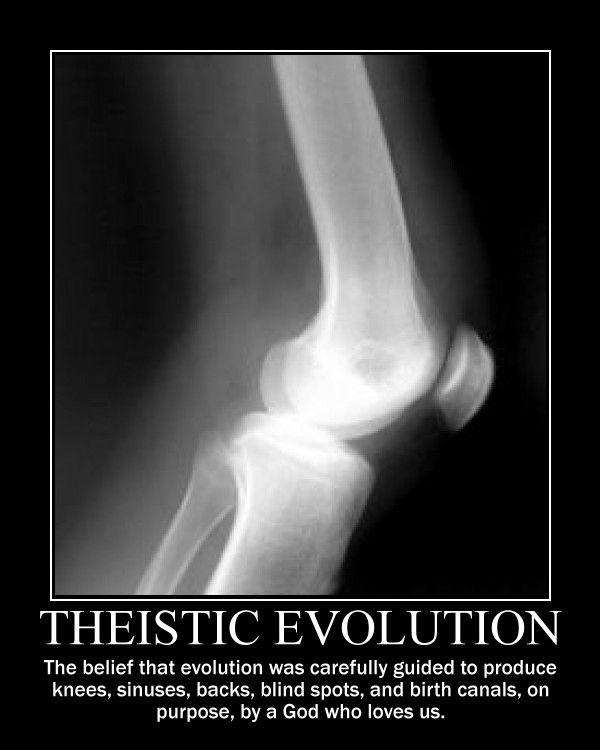 THEISTIC EVOLUTION
The belief that evolution was carefully guided to produce
knees, sinuses, backs, blind spots, and birth canals, on
purpose, by a God who loves us.